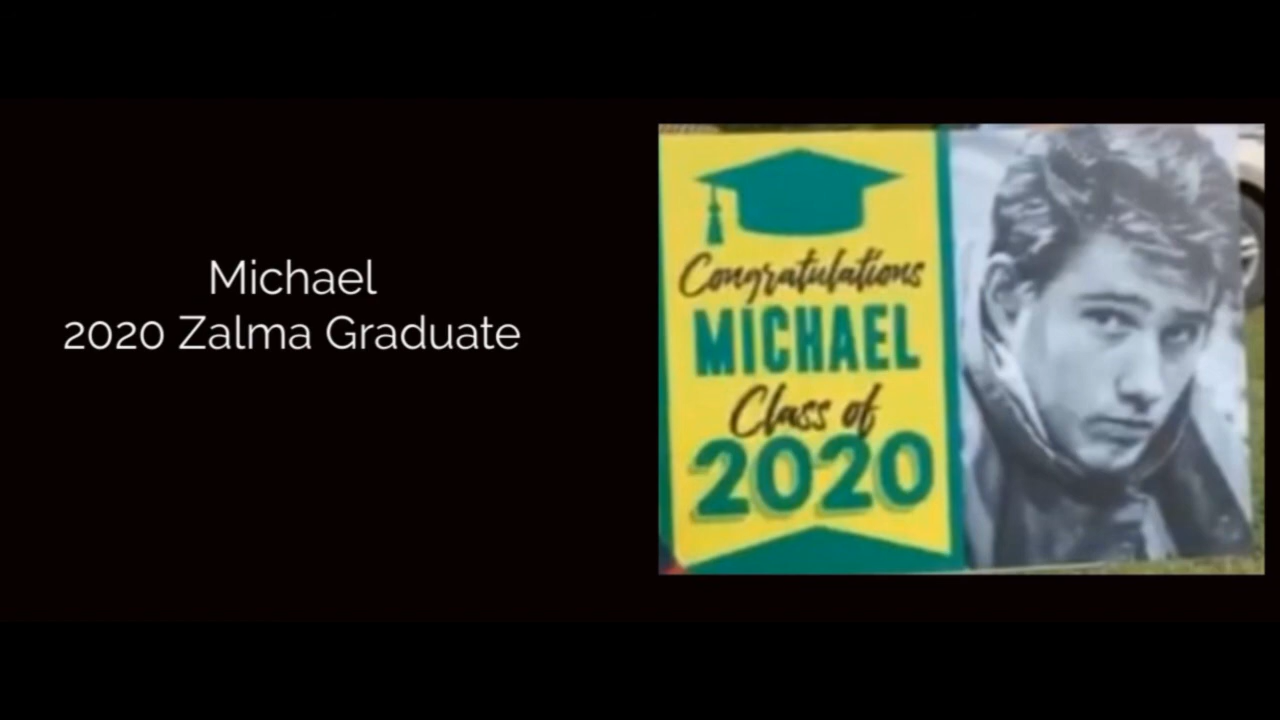 Michael
2020 Zalma Graduate
Congratulations
MICHAEL
Class of
2020